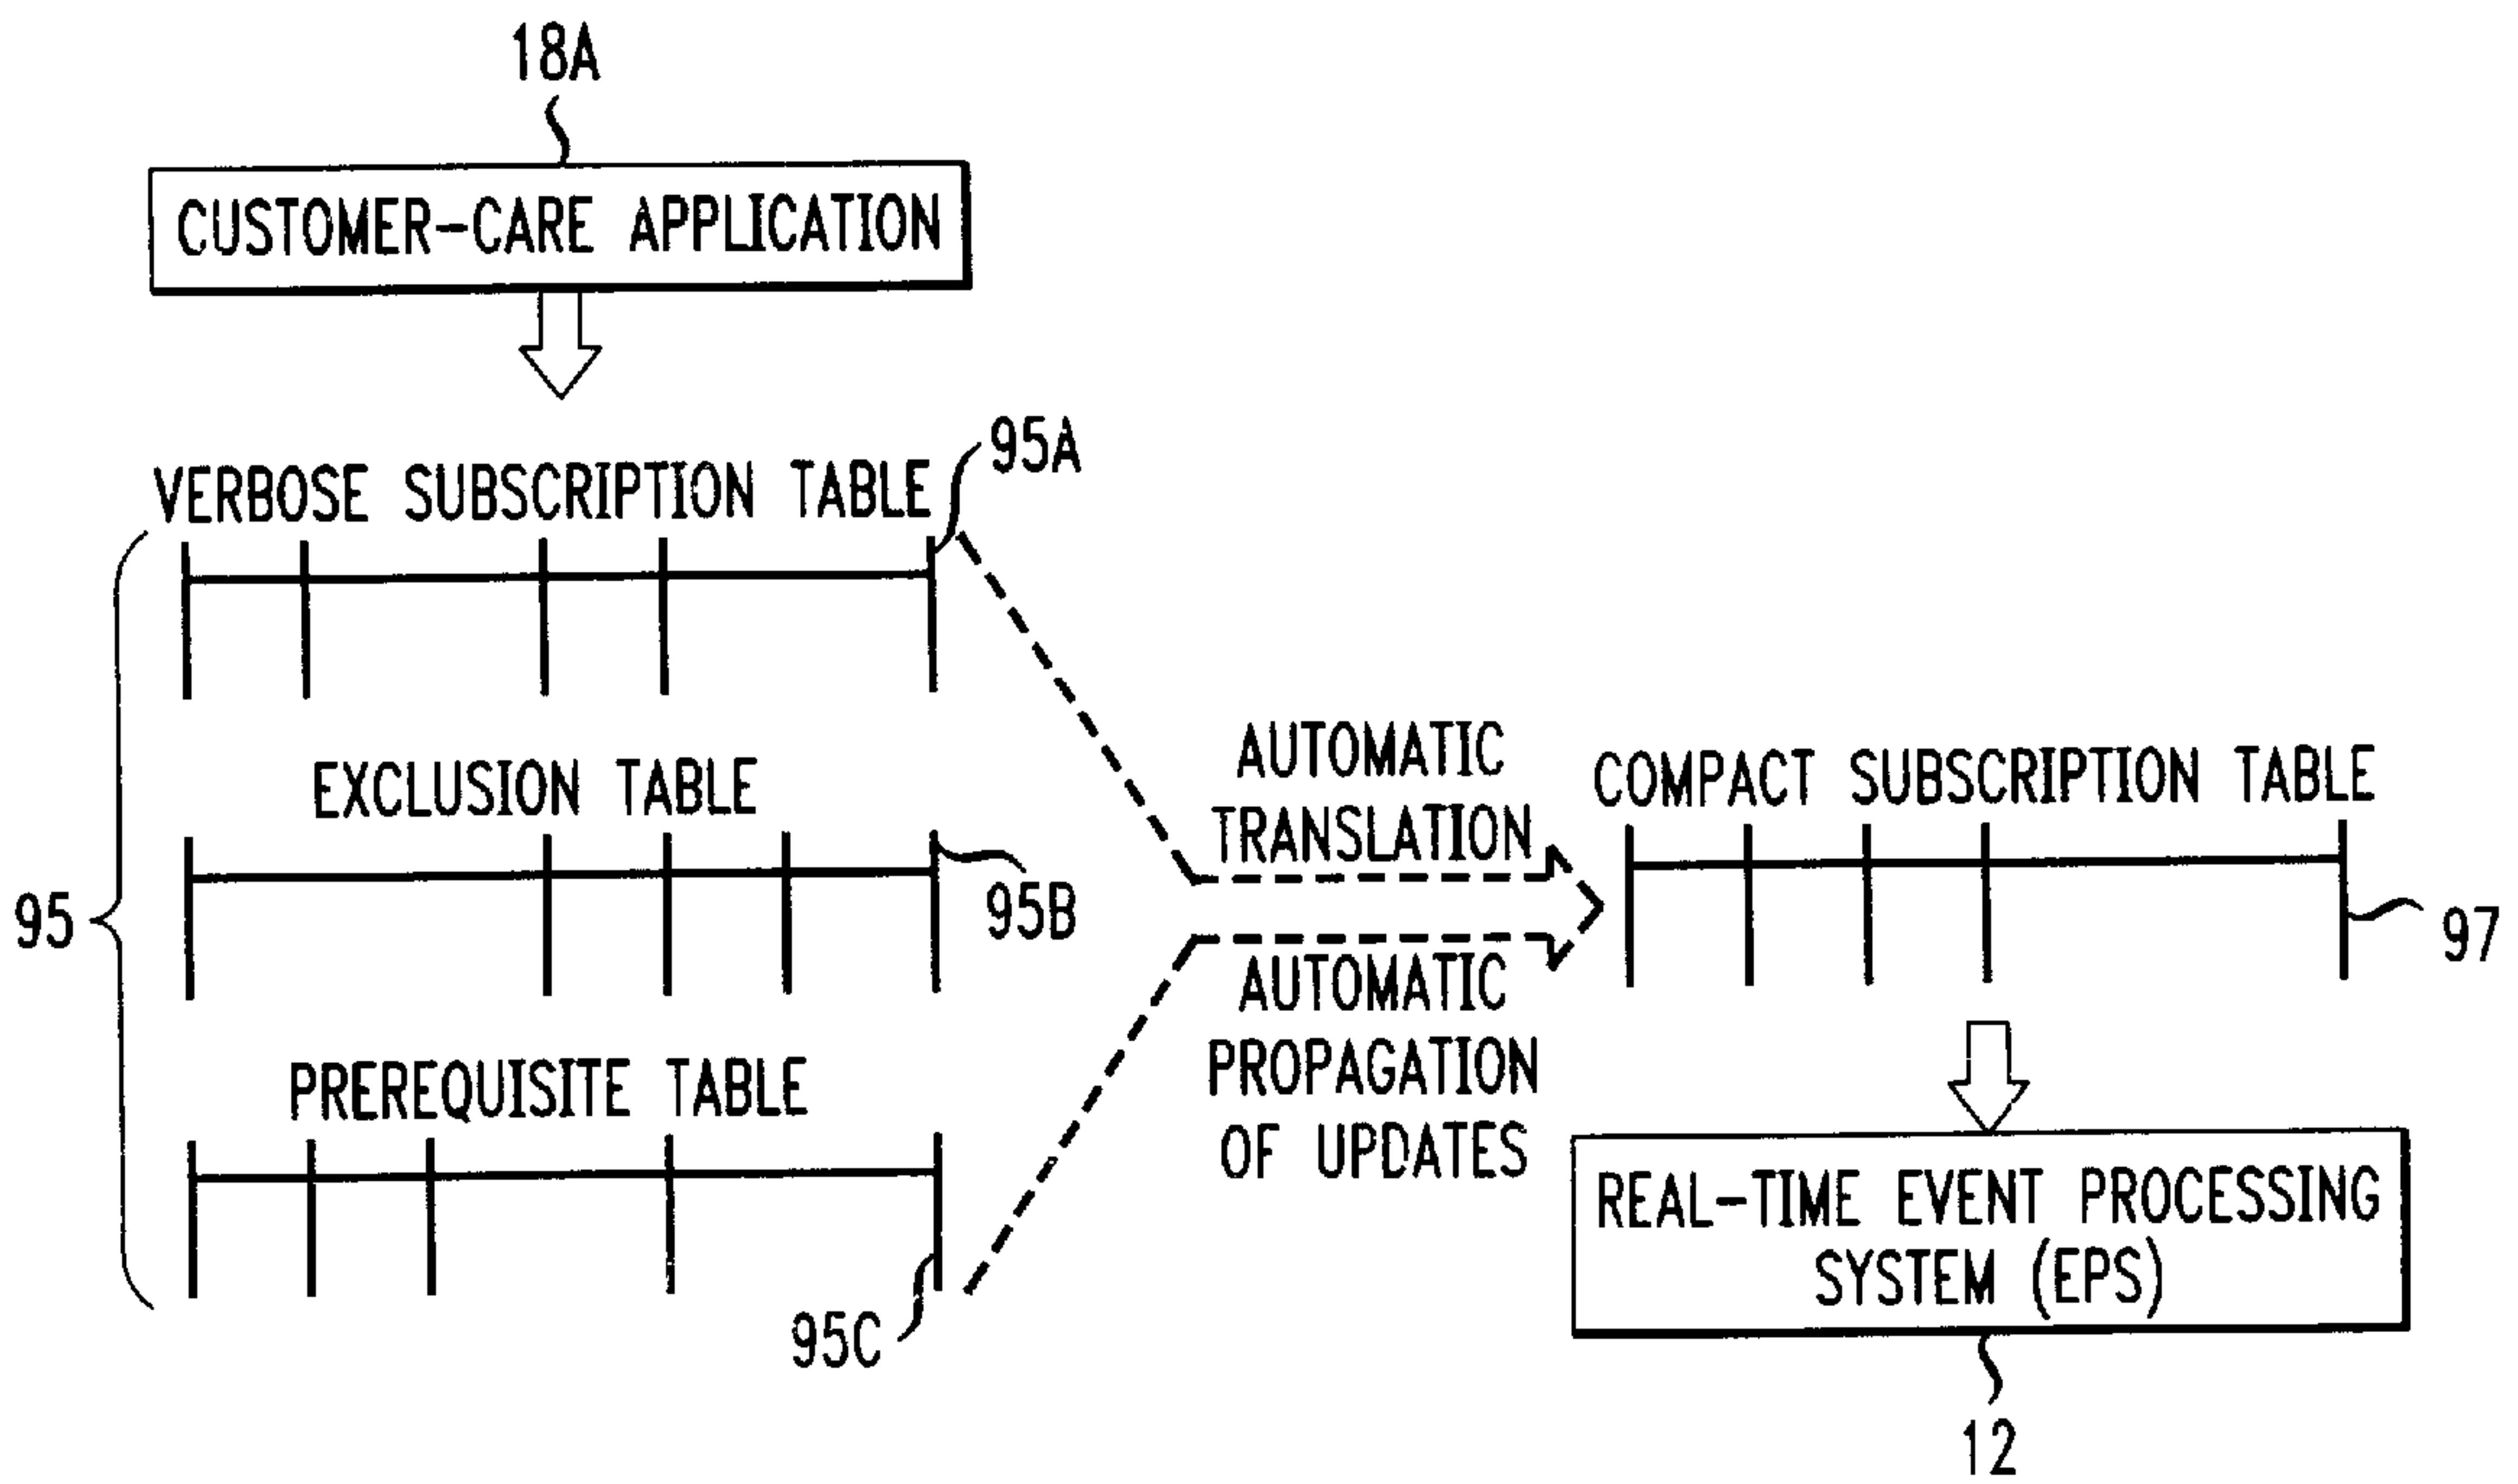 18A
CUSTOMER-CARE APPLICATION
VERBOSE SUBSCRIPTION TABLE
95A
EXCLUSION TABLE
95B
95
PREREQUISITE TABLE
95C
AUTOMATIC
TRANSLATION
AUTOMATIC
PROPAGATION
OF UPDATES
COMPACT SUBSCRIPTION TABLE
97
REAL-TIME EVENT PROCESSING
SYSTEM (EPS)
12